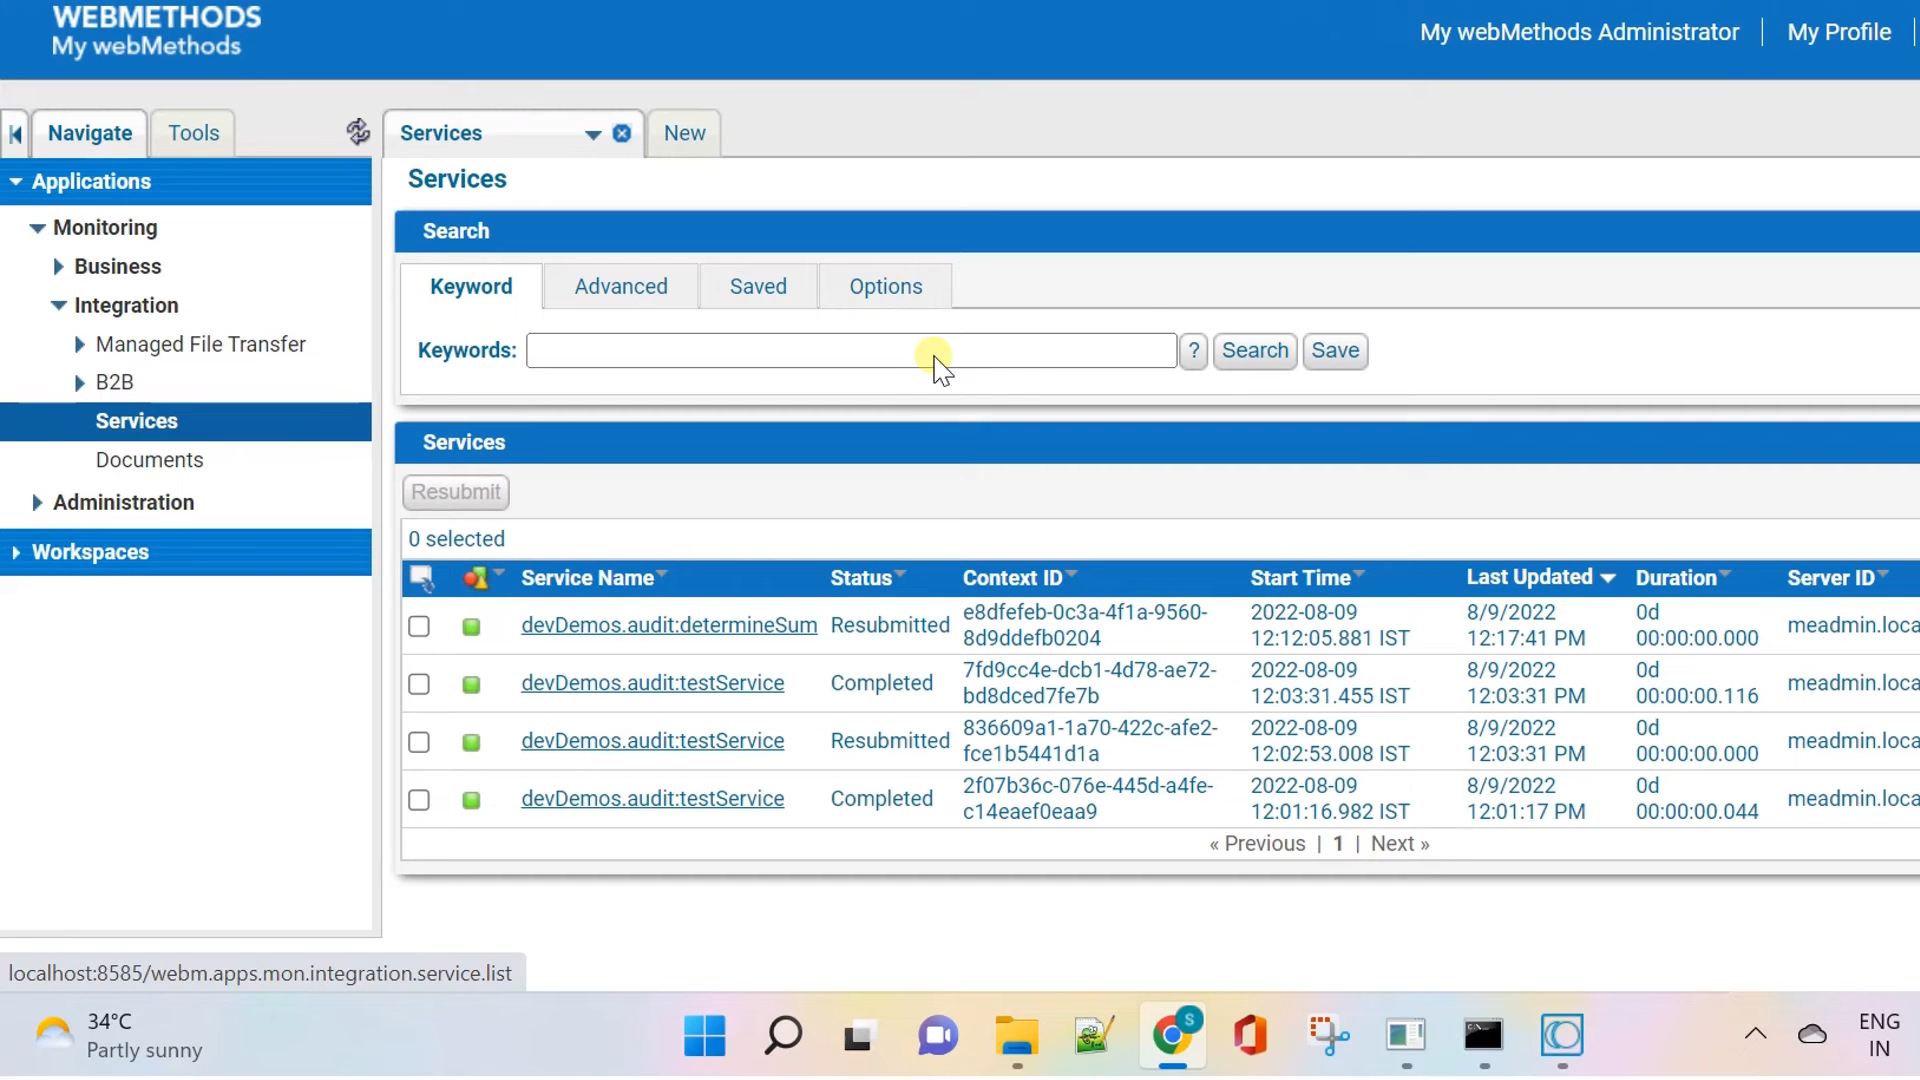 WEBMETHODS
My webMethods
My webMethods Administrator
My Profile
Navigate
Tools
Services
New
Applications
Monitoring
Business
Integration
Managed File Transfer
B2B
Services
Documents
Administration
Workspaces
Services
Search
Keyword
Advanced
Saved
Options
Keywords:
?
Search
Save
Services
Resubmit
0 selected
Service Name Status Context ID Start Time Last Updated Duration Server ID
devDemos.audit:determineSum Resubmitted e8dfefeb-0c3a-4f1a-9560- 2022-08-09 8/9/2022 0d meadmin.loca
8d9ddefb0204 12:12:05.881 IST 12:17:41 PM 00:00:00.000
devDemos.audit:testService Completed 7fd9cc4e-dcb1-4d78-ae72- 2022-08-09 8/9/2022 0d meadmin.loca
bd8dced7fe7b 12:03:31.455 IST 12:03:31 PM 00:00:00.116
devDemos.audit:testService Resubmitted 836609a1-1a70-422c-afe2- 2022-08-09 8/9/2022 0d meadmin.loca
fce1b5441d1a 12:02:53.008 IST 12:03:31 PM 00:00:00.000
devDemos.audit:testService Completed 2f07b36c-076e-445d-a4fe- 2022-08-09 8/9/2022 0d meadmin.loca
c14eaef0eaa9 12:01:16.982 IST 12:01:17 PM 00:00:00.044
« Previous | 1 | Next »
localhost:8585/webm.apps.mon.integration.service.list
34°C
Partly sunny
S
ENG
IN